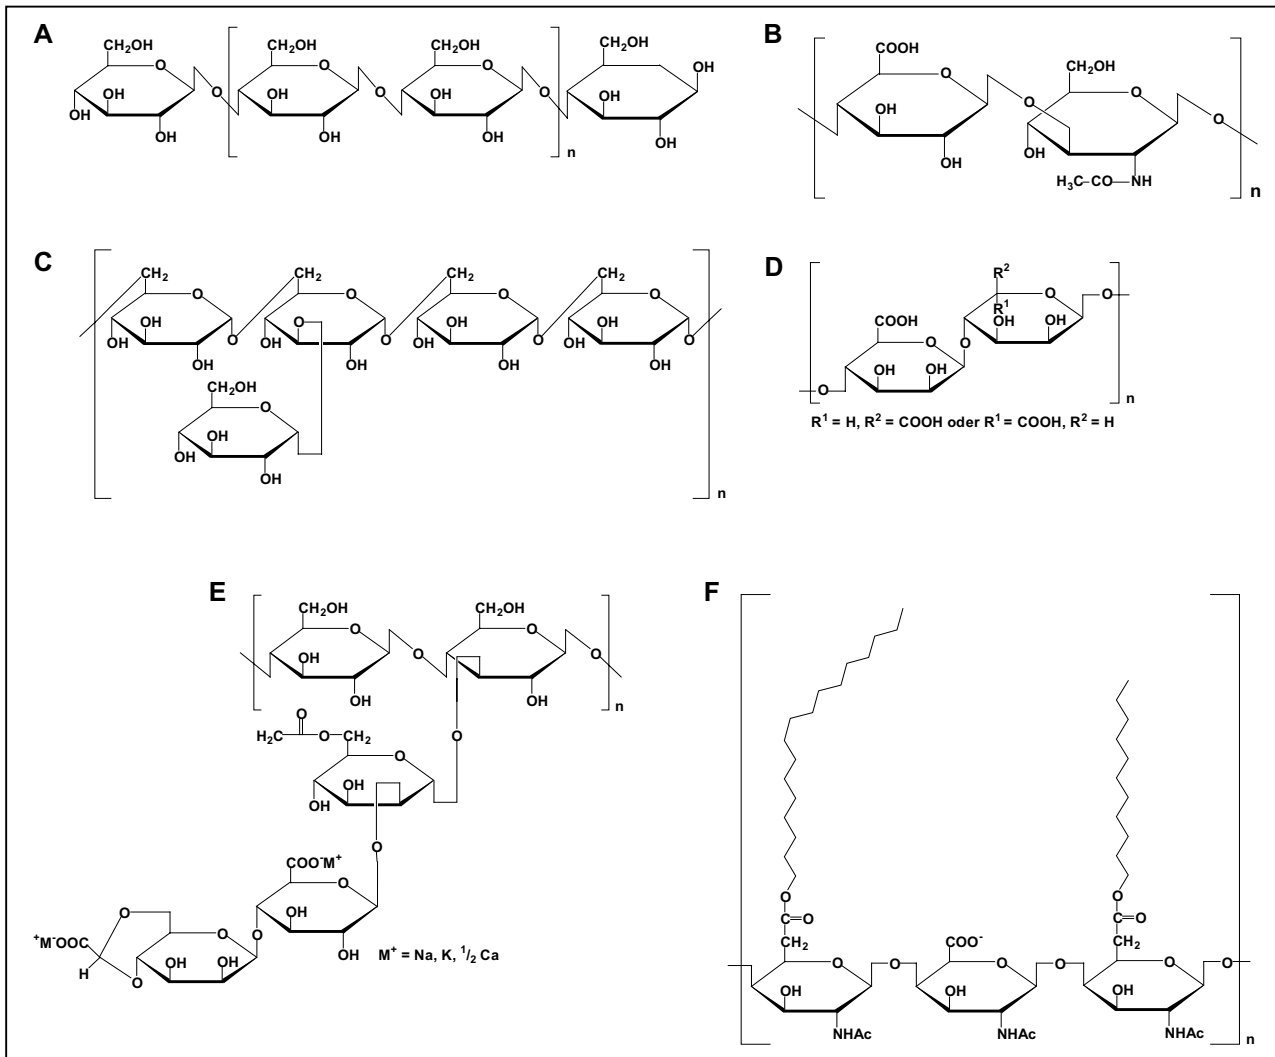 A
CH₂OH CH₂OH CH₂OH CH₂OH
O O O OH
O O O
OH OH OH OH
OH OH OH OH OH OH
n
B
COOH
O CH₂OH
O O O
OH
OH OH
H₃C-CO-NH
n
C
CH₂ CH₂ CH₂ CH₂
O O O O
OH O OH OH
OH O OH O OH O OH O
OH OH OH OH
CH₂OH
O
OH
OH
OH
n
D
R²
O O
R¹
COOH OH OH
O O
OH OH
O
n
R¹ = H, R² = COOH oder R¹ = COOH, R² = H
E
CH₂OH CH₂OH
O O
OH O O
OH OH
n
O
H₂C O-CH₂ O
O
OH
OH
O
COO⁻M⁺
O
O
⁺M⁻OOC O OH
O OH
H OH OH
O
M⁺ = Na, K, ¹/₂ Ca
F
O O
C=O C=O
CH₂ COO⁻ CH₂
O O O O O O
OH OH OH
NHAc NHAc NHAc
n